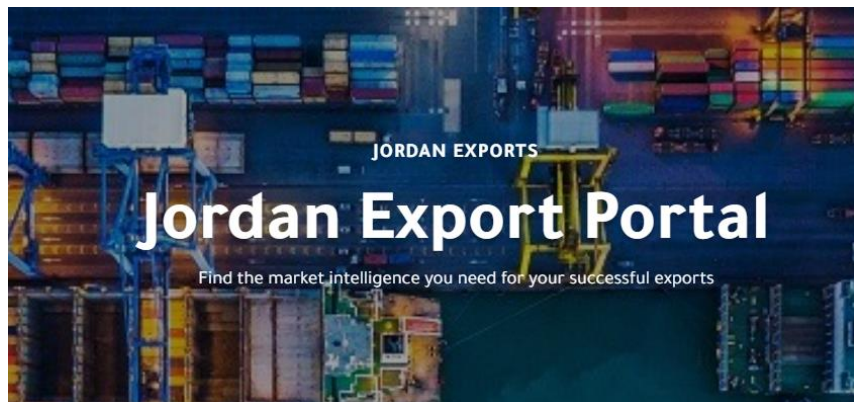 JORDAN EXPORTS
Jordan Export Portal
Find the market intelligence you need for your successful exports